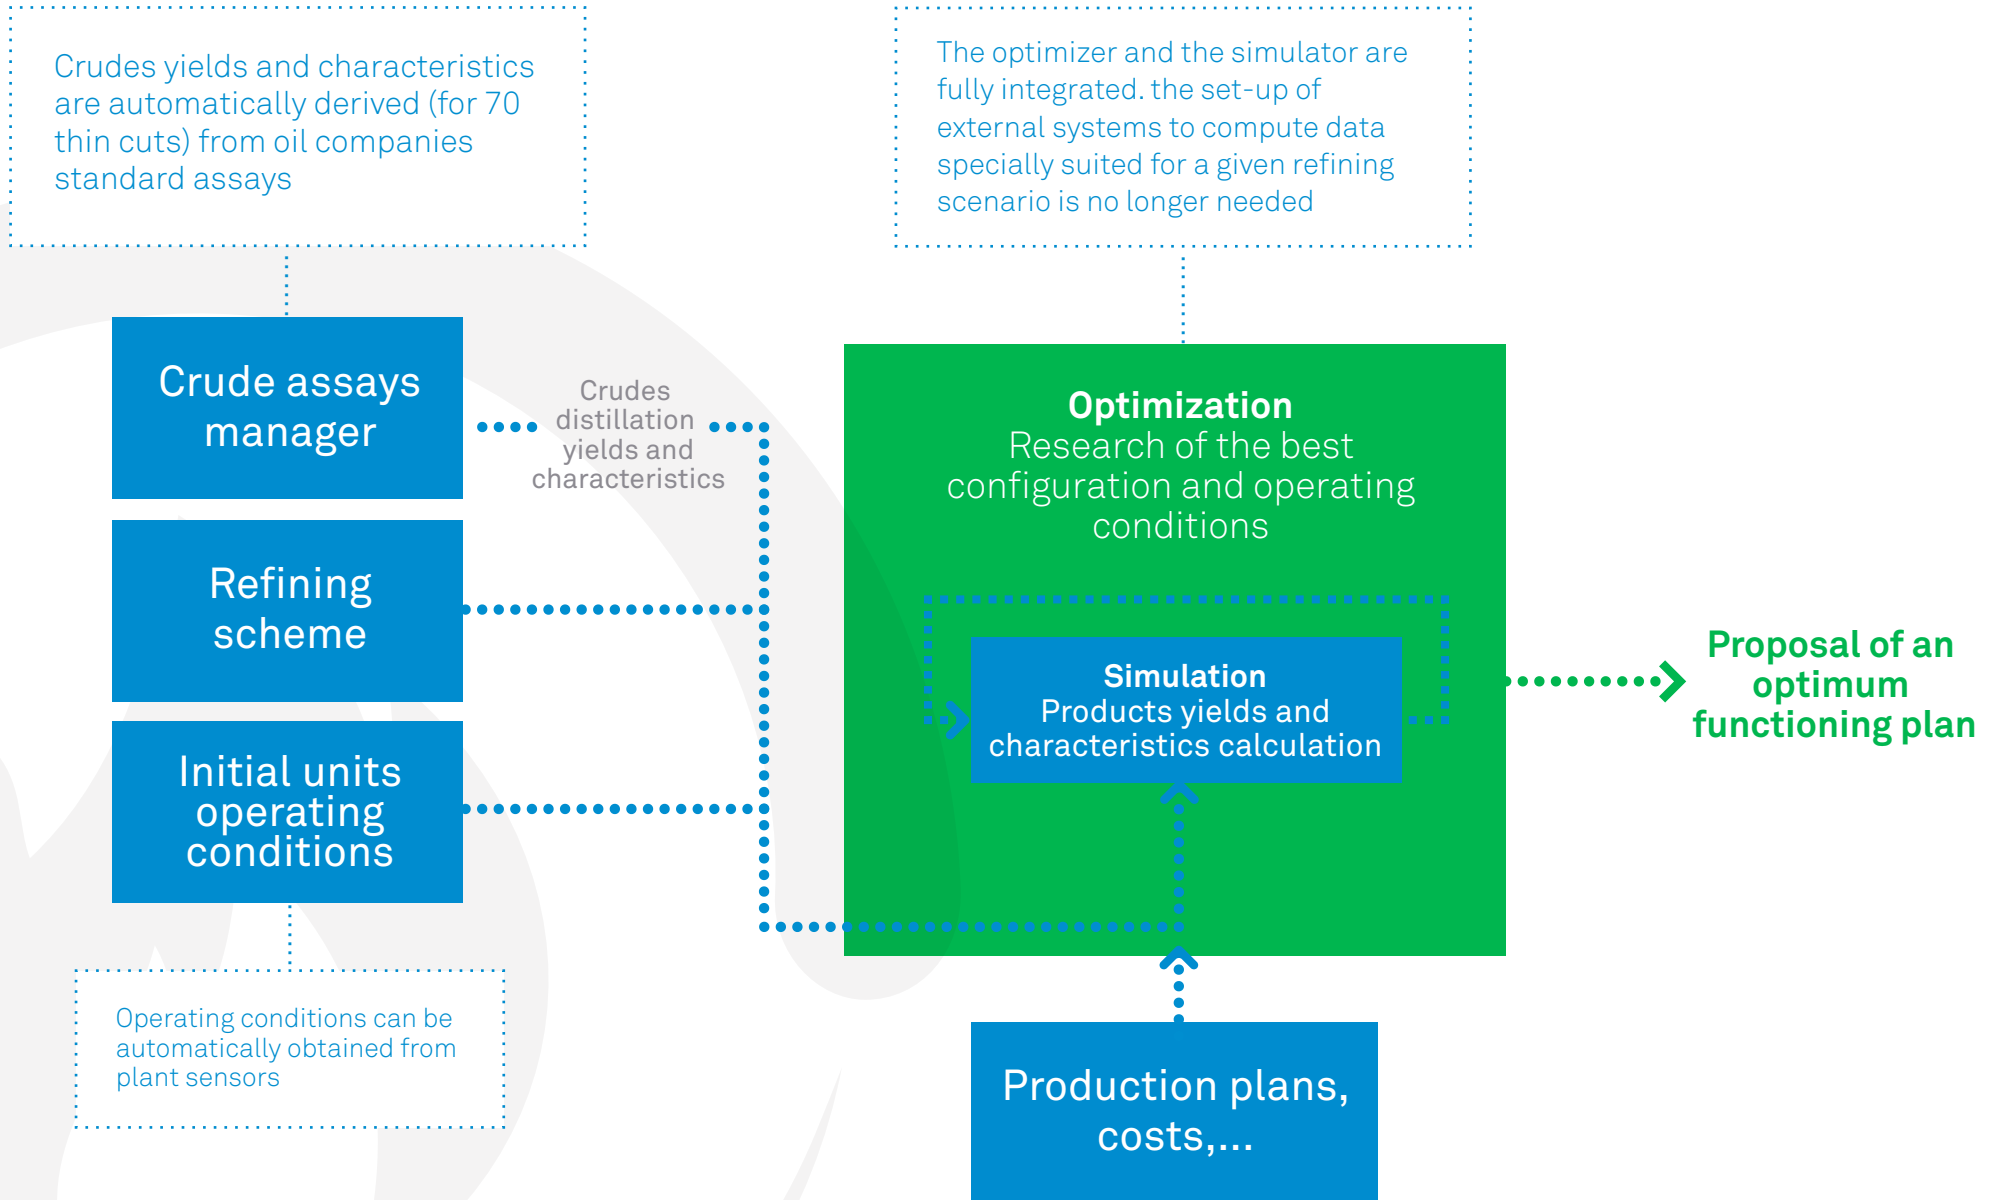 Crudes yields and characteristics
are automatically derived (for 70
thin cuts) from oil companies
standard assays
The optimizer and the simulator are
fully integrated. the set-up of
external systems to compute data
specially suited for a given refining
scenario is no longer needed
Crude assays
manager
Crudes
distillation
yields and
characteristics
Refining
scheme
Initial units
operating
conditions
Operating conditions can be
automatically obtained from
plant sensors
Optimization
Research of the best
configuration and operating
conditions
Simulation
Products yields and
characteristics calculation
Production plans,
costs,...
Proposal of an
optimum
functioning plan